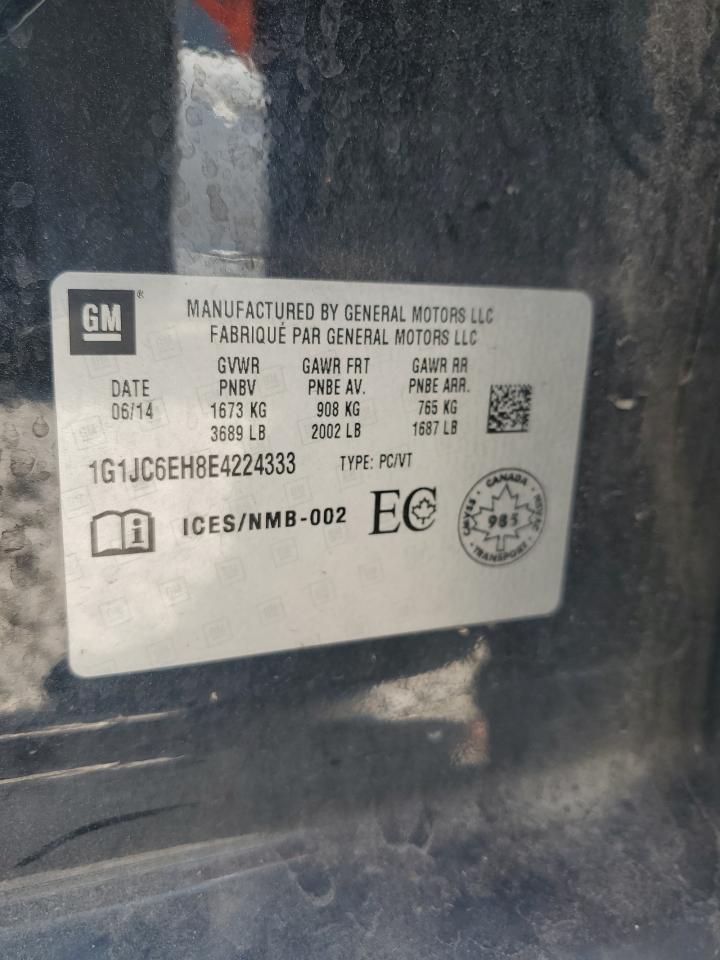 GM®
MANUFACTURED BY GENERAL MOTORS LLC
FABRIQUÉ PAR GENERAL MOTORS LLC
GVWR GAWR FRT GAWR RR
DATE PNBV PNBE AV. PNBE ARR.
06/14 1673 KG 908 KG 765 KG
3689 LB 2002 LB 1687 LB
1G1JC6EH8E4224333 TYPE: PC/VT
i ICES/NMB-002 EC
CANADA
985
TRANSPORT